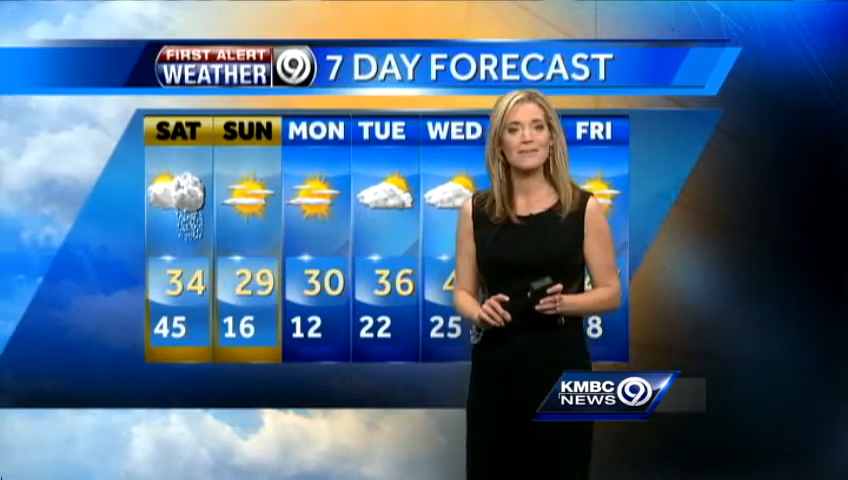 FIRST ALERT
WEATHER 9 7 DAY FORECAST
SAT SUN MON TUE WED FRI
34 29 30 36 4
45 16 12 22 25 8
KMBC 9
NEWS